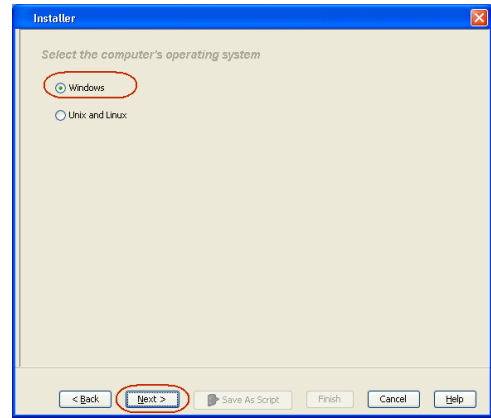 Installer
Select the computer's operating system
Windows
Unix and Linux
< Back Next > Save As Script Finish Cancel Help